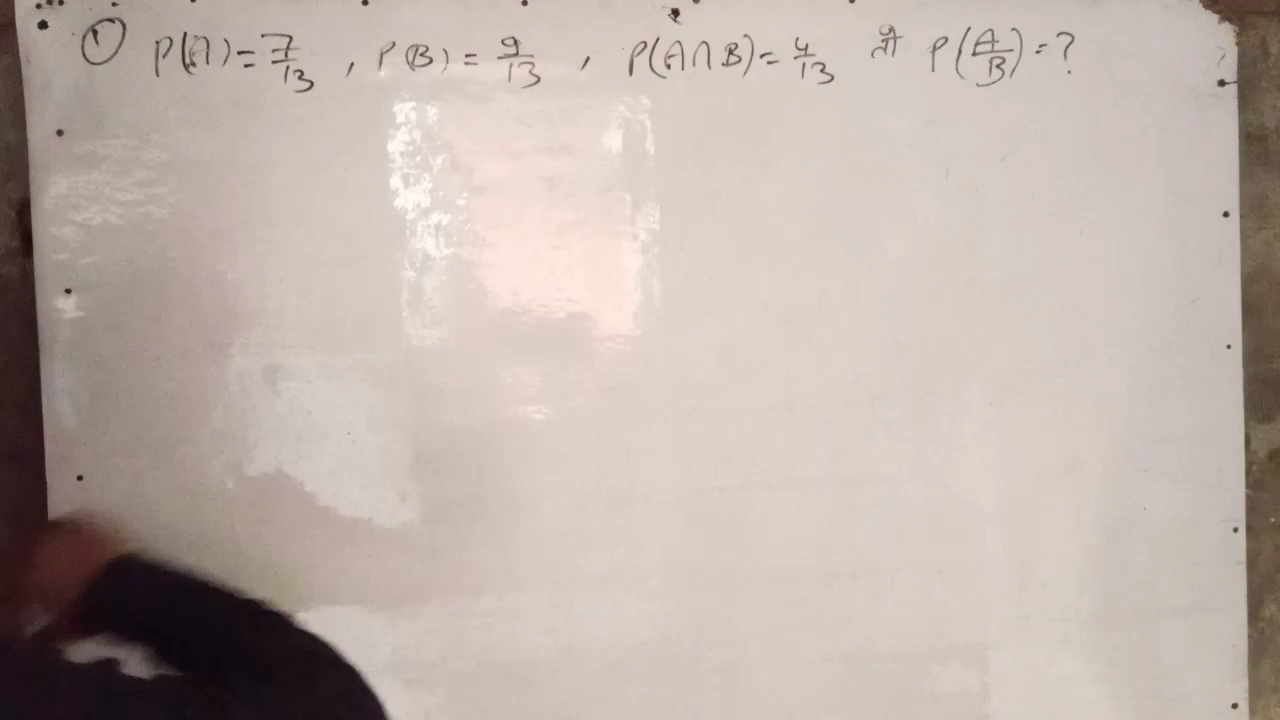 ① P(A) = 7/13 , P(B) = 9/13 , P(A∩B) = 4/13 तो P(A/B) = ?